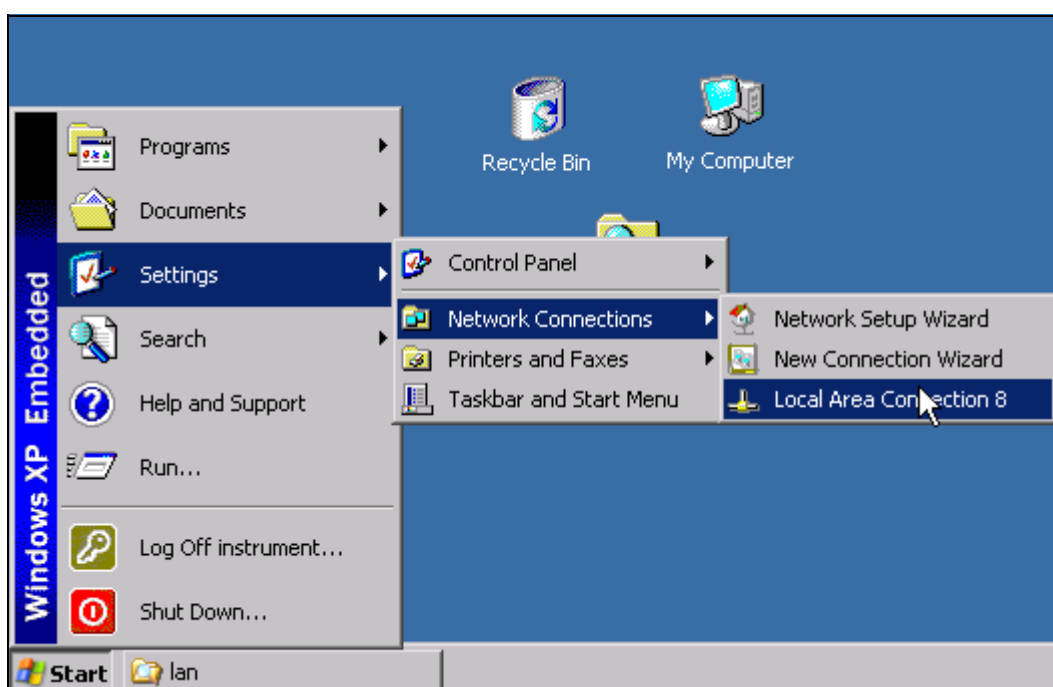 Recycle Bin
My Computer
Programs
Documents
Settings
Search
Help and Support
Run...
Log Off instrument...
Shut Down...
Windows XP Embedded
Control Panel
Network Connections
Printers and Faxes
Taskbar and Start Menu
Network Setup Wizard
New Connection Wizard
Local Area Connection 8
Start
lan